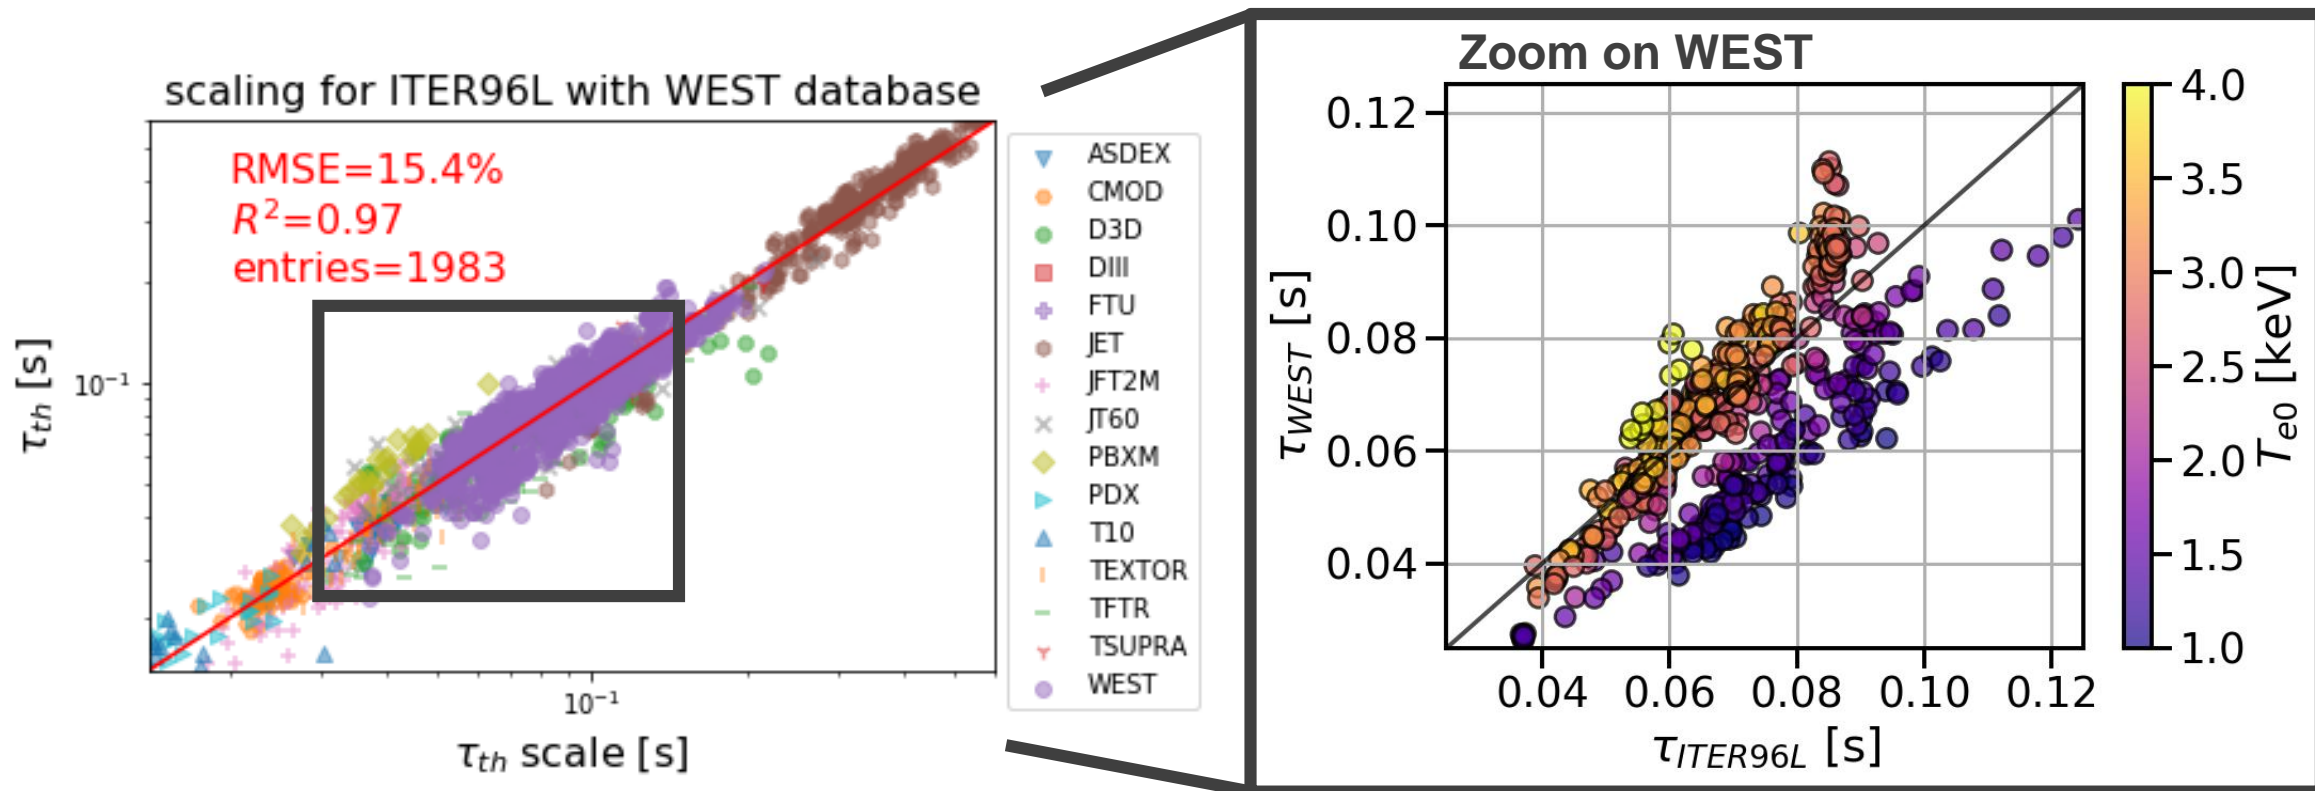 scaling for ITER96L with WEST database
RMSE=15.4%
R²=0.97
entries=1983
τth [s]
10⁻¹
10⁻¹
τth scale [s]
ASDEX
CMOD
D3D
DIII
FTU
JET
JFT2M
JT60
PBXM
PDX
T10
TEXTOR
TFTR
TSUPRA
WEST
Zoom on WEST
0.12
0.10
0.08
0.06
0.04
τWEST [s]
0.04 0.06 0.08 0.10 0.12
τITER96L [s]
4.0
3.5
3.0
2.5
2.0
1.5
1.0
Te0 [keV]